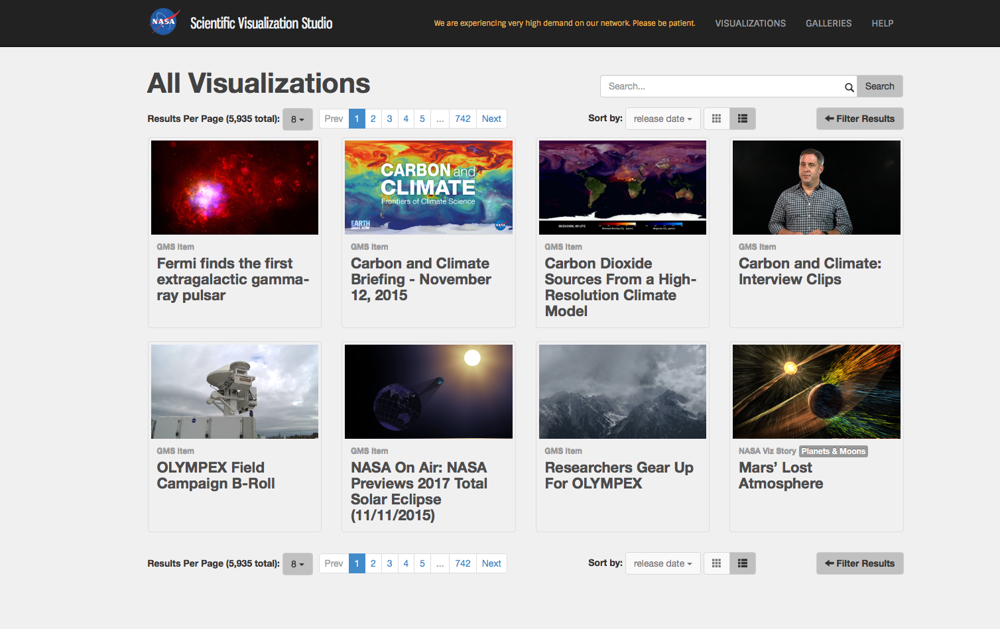 NASA
Scientific Visualization Studio
We are experiencing very high demand on our network. Please be patient.
VISUALIZATIONS
GALLERIES
HELP
All Visualizations
Search...
Search
Results Per Page (5,935 total):
8
Prev
1
2
3
4
5
...
742
Next
Sort by:
release date
Filter Results
CARBON and
CLIMATE
Frontiers of Climate Science
EARTH
RIGHT NOW
NASA
GMS Item
Fermi finds the first
extragalactic gamma-
ray pulsar
GMS Item
Carbon and Climate
Briefing - November
12, 2015
GMS Item
Carbon Dioxide
Sources From a High-
Resolution Climate
Model
GMS Item
Carbon and Climate:
Interview Clips
GMS Item
OLYMPEX Field
Campaign B-Roll
GMS Item
NASA On Air: NASA
Previews 2017 Total
Solar Eclipse
(11/11/2015)
GMS Item
Researchers Gear Up
For OLYMPEX
NASA Viz Story
Planets & Moons
Mars’ Lost
Atmosphere
Results Per Page (5,935 total):
8
Prev
1
2
3
4
5
...
742
Next
Sort by:
release date
Filter Results